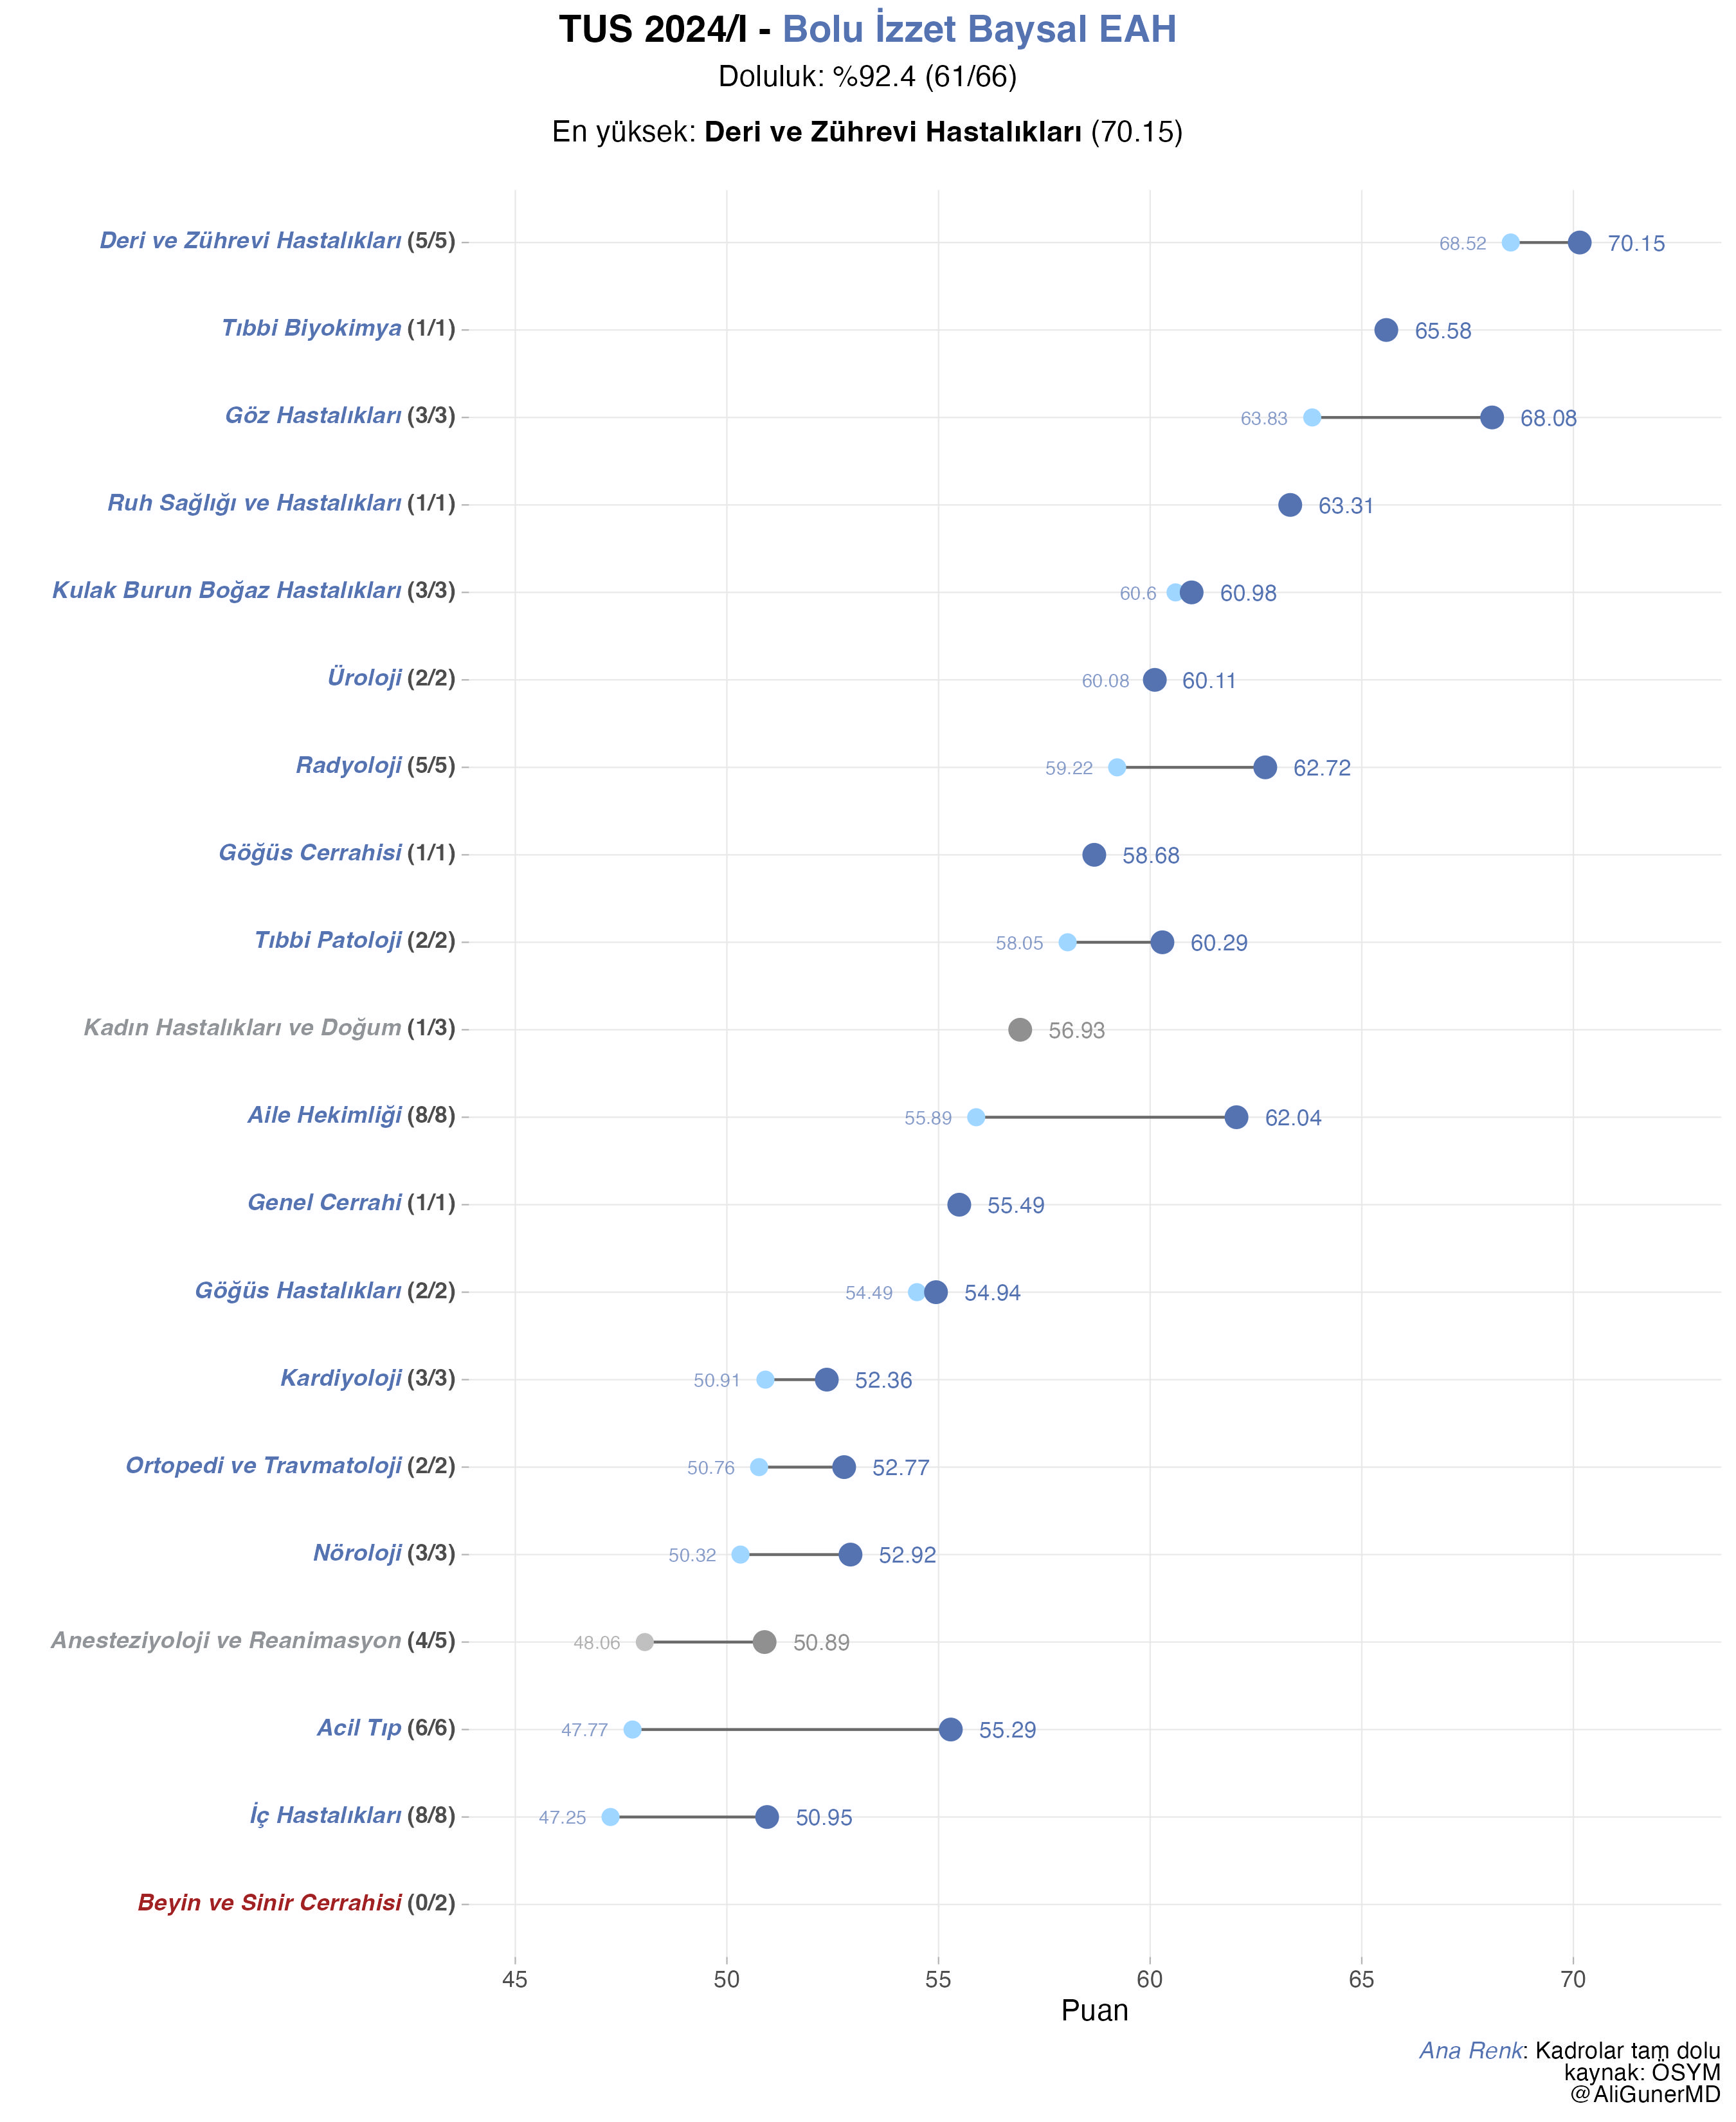 TUS 2024/I - Bolu İzzet Baysal EAH
Doluluk: %92.4 (61/66)
En yüksek: Deri ve Zührevi Hastalıkları (70.15)
Deri ve Zührevi Hastalıkları (5/5) 68.52 70.15
Tıbbi Biyokimya (1/1) 65.58
Göz Hastalıkları (3/3) 63.83 68.08
Ruh Sağlığı ve Hastalıkları (1/1) 63.31
Kulak Burun Boğaz Hastalıkları (3/3) 60.6 60.98
Üroloji (2/2) 60.08 60.11
Radyoloji (5/5) 59.22 62.72
Göğüs Cerrahisi (1/1) 58.68
Tıbbi Patoloji (2/2) 58.05 60.29
Kadın Hastalıkları ve Doğum (1/3) 56.93
Aile Hekimliği (8/8) 55.89 62.04
Genel Cerrahi (1/1) 55.49
Göğüs Hastalıkları (2/2) 54.49 54.94
Kardiyoloji (3/3) 50.91 52.36
Ortopedi ve Travmatoloji (2/2) 50.76 52.77
Nöroloji (3/3) 50.32 52.92
Anesteziyoloji ve Reanimasyon (4/5) 48.06 50.89
Acil Tıp (6/6) 47.77 55.29
İç Hastalıkları (8/8) 47.25 50.95
Beyin ve Sinir Cerrahisi (0/2)
45 50 55 60 65 70
Puan
Ana Renk: Kadrolar tam dolu
kaynak: ÖSYM
@AliGunerMD